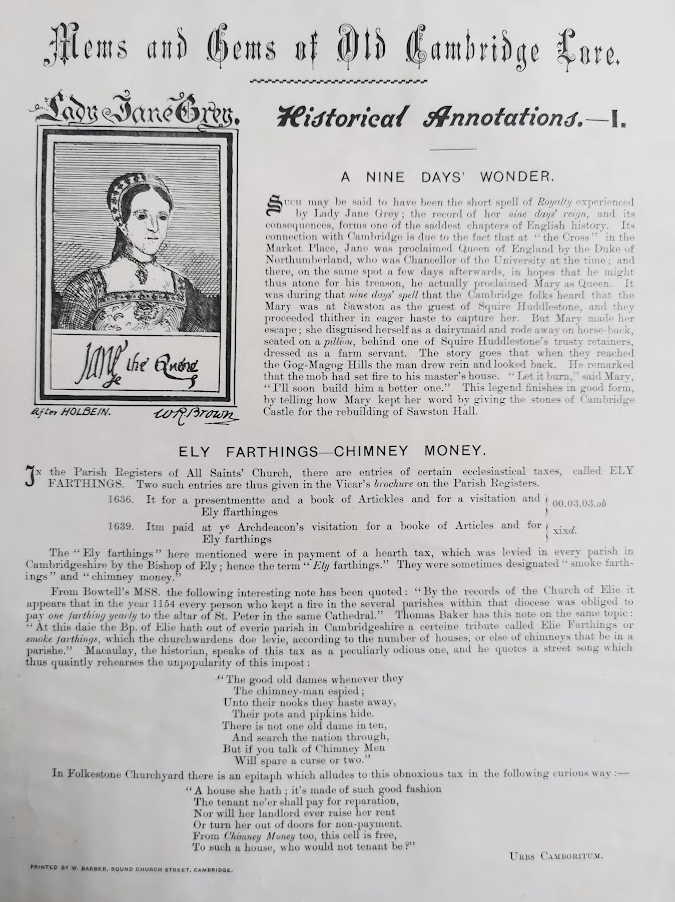 Mems and Gems of Old Cambridge Lore.
Lady Jane Grey.
Historical Annotations.—I.
A NINE DAYS' WONDER.
SUCH may be said to have been the short spell of Royalty experienced
by Lady Jane Grey; the record of her nine days' reign, and its
consequences, forms one of the saddest chapters of English history. Its
connection with Cambridge is due to the fact that at "the Cross" in the
Market Place, Jane was proclaimed Queen of England by the Duke of
Northumberland, who was Chancellor of the University at the time; and
there, on the same spot a few days afterwards, in hopes that he might
thus atone for his treason, he actually proclaimed Mary as Queen. It
was during that nine days' spell that the Cambridge folks heard that the
Mary was at Sawston as the guest of Squire Huddlestone, and they
proceeded thither in eager haste to capture her. But Mary made her
escape; she disguised herself as a dairymaid and rode away on horse-back,
seated on a pillion, behind one of Squire Huddlestone's trusty retainers,
dressed as a farm servant. The story goes that when they reached
the Gog-Magog Hills the man drew rein and looked back. He remarked
that the mob had set fire to his master's house. "Let it burn," said Mary,
"I'll soon build him a better one." This legend finishes in good form,
by telling how Mary kept her word by giving the stones of Cambridge
Castle for the rebuilding of Sawston Hall.
Jane the Quene
After HOLBEIN. W.R.Brown
ELY FARTHINGS—CHIMNEY MONEY.
IN the Parish Registers of All Saints' Church, there are entries of certain ecclesiastical taxes, called ELY
FARTHINGS. Two such entries are thus given in the Vicar's brochure on the Parish Registers.
1636. It for a presentmentte and a book of Artickles and for a visitation and
Ely ffarthinges
00.03.03.ob
1639. Itm paid at ye Archdeacon's visitation for a booke of Articles and for
Ely farthings
xixd.
The "Ely farthings" here mentioned were in payment of a hearth tax, which was levied in every parish in
Cambridgeshire by the Bishop of Ely; hence the term "Ely farthings." They were sometimes designated "smoke farth-
ings" and "chimney money."
From Bowtell's MSS. the following interesting note has been quoted: "By the records of the Church of Elie it
appears that in the year 1154 every person who kept a fire in the several parishes within that diocese was obliged to
pay one farthing yearly to the altar of St. Peter in the same Cathedral." Thomas Baker has this note on the same topic:
"At this daie the Bp. of Elie hath out of everie parish in Cambridgeshire a certeine tribute called Elie Farthings or
smoke farthings, which the churchwardens doe levie, according to the number of houses, or else of chimneys that be in a
parishe." Macaulay, the historian, speaks of this tax as a peculiarly odious one, and he quotes a street song which
thus quaintly rehearses the unpopularity of this impost:
"The good old dames whenever they
The chimney-man espied;
Unto their nooks they haste away,
Their pots and pipkins hide.
There is not one old dame in ten,
And search the nation through,
But if you talk of Chimney Men
Will spare a curse or two."
In Folkestone Churchyard there is an epitaph which alludes to this obnoxious tax in the following curious way:—
"A house she hath; it's made of such good fashion
The tenant ne'er shall pay for reparation,
Nor will her landlord ever raise her rent
Or turn her out of doors for non-payment.
From Chimney Money too, this cell is free,
To such a house, who would not tenant be?"
URBS CAMBORITUM.
PRINTED BY W. BARBER, ROUND CHURCH STREET, CAMBRIDGE.